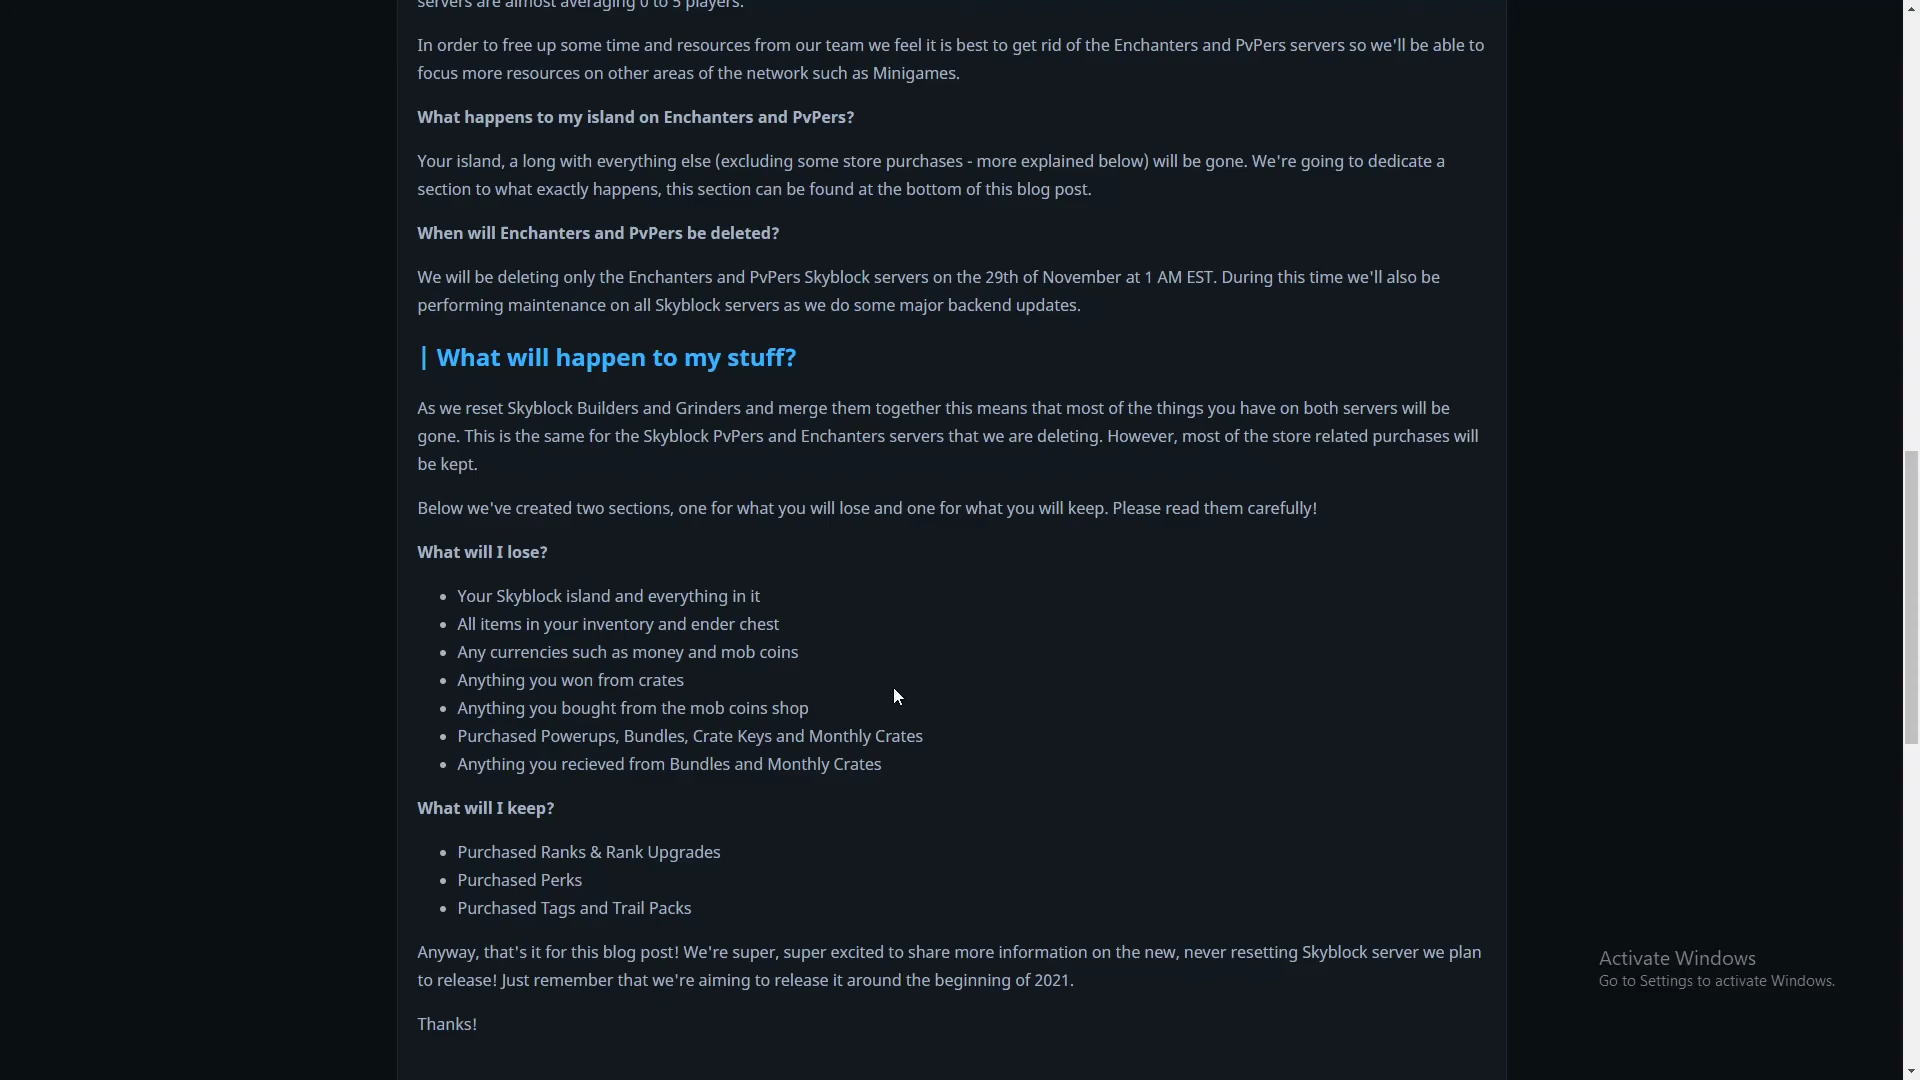 servers are almost averaging 0 to 5 players.
In order to free up some time and resources from our team we feel it is best to get rid of the Enchanters and PvPers servers so we'll be able to
focus more resources on other areas of the network such as Minigames.
What happens to my island on Enchanters and PvPers?
Your island, a long with everything else (excluding some store purchases - more explained below) will be gone. We're going to dedicate a
section to what exactly happens, this section can be found at the bottom of this blog post.
When will Enchanters and PvPers be deleted?
We will be deleting only the Enchanters and PvPers Skyblock servers on the 29th of November at 1 AM EST. During this time we'll also be
performing maintenance on all Skyblock servers as we do some major backend updates.
| What will happen to my stuff?
As we reset Skyblock Builders and Grinders and merge them together this means that most of the things you have on both servers will be
gone. This is the same for the Skyblock PvPers and Enchanters servers that we are deleting. However, most of the store related purchases will
be kept.
Below we've created two sections, one for what you will lose and one for what you will keep. Please read them carefully!
What will I lose?
• Your Skyblock island and everything in it
• All items in your inventory and ender chest
• Any currencies such as money and mob coins
• Anything you won from crates
• Anything you bought from the mob coins shop
• Purchased Powerups, Bundles, Crate Keys and Monthly Crates
• Anything you recieved from Bundles and Monthly Crates
What will I keep?
• Purchased Ranks & Rank Upgrades
• Purchased Perks
• Purchased Tags and Trail Packs
Anyway, that's it for this blog post! We're super, super excited to share more information on the new, never resetting Skyblock server we plan
to release! Just remember that we're aiming to release it around the beginning of 2021.
Thanks!
Activate Windows
Go to Settings to activate Windows.